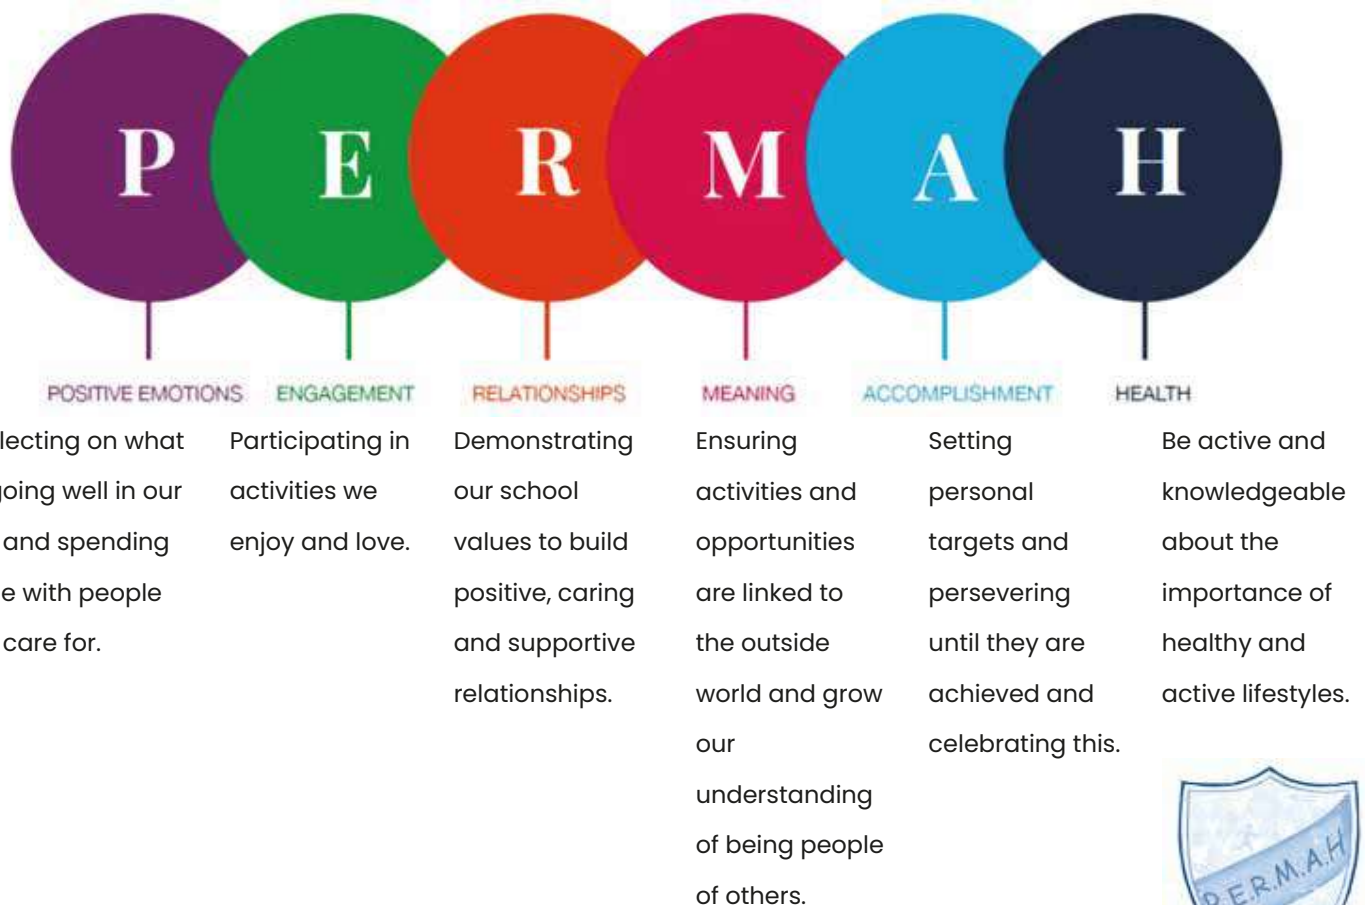 P E R M A H
POSITIVE EMOTIONS ENGAGEMENT RELATIONSHIPS MEANING ACCOMPLISHMENT HEALTH
lecting on what
going well in our
and spending
e with people
care for.
Participating in
activities we
enjoy and love.
Demonstrating
our school
values to build
positive, caring
and supportive
relationships.
Ensuring
activities and
opportunities
are linked to
the outside
world and grow
our
understanding
of being people
of others.
Setting
personal
targets and
persevering
until they are
achieved and
celebrating this.
Be active and
knowledgeable
about the
importance of
healthy and
active lifestyles.
P.E.R.M.A.H